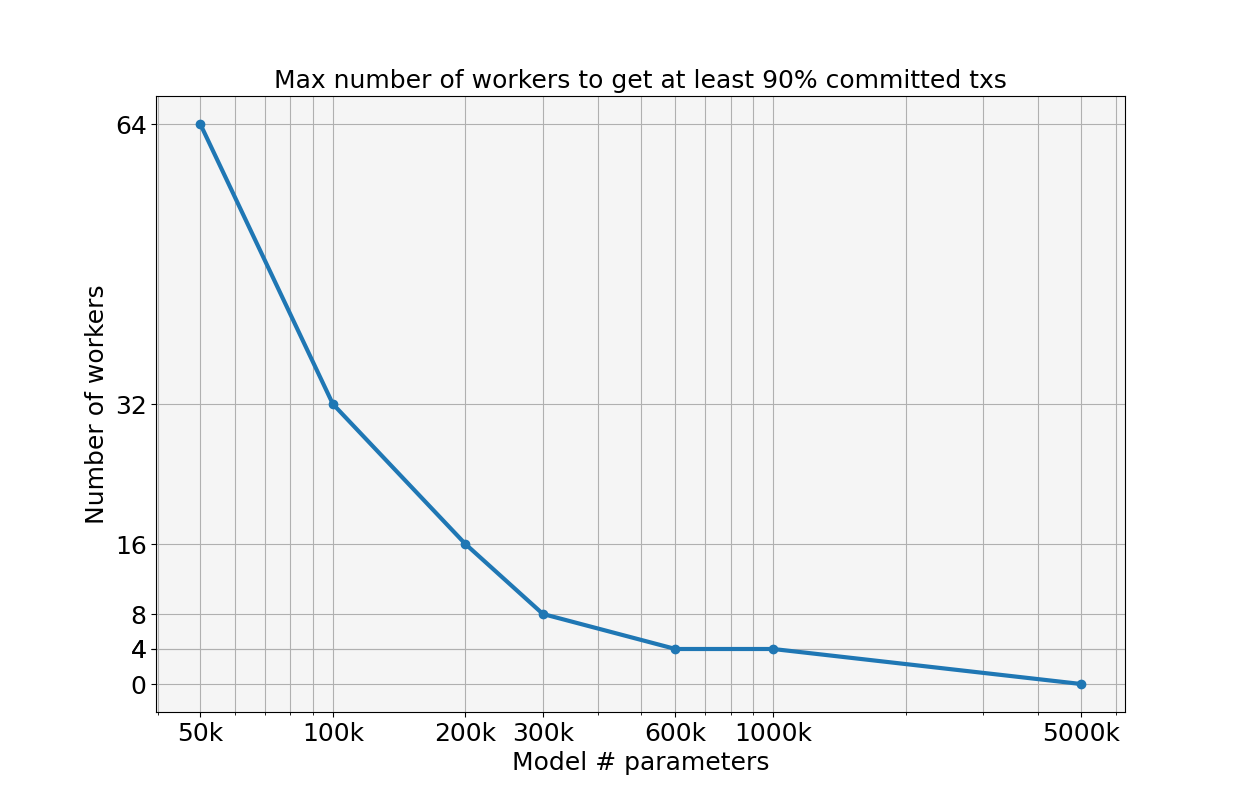 Max number of workers to get at least 90% committed txs
Number of workers
64
32
16
8
4
0
50k 100k 200k 300k 600k 1000k 5000k
Model # parameters